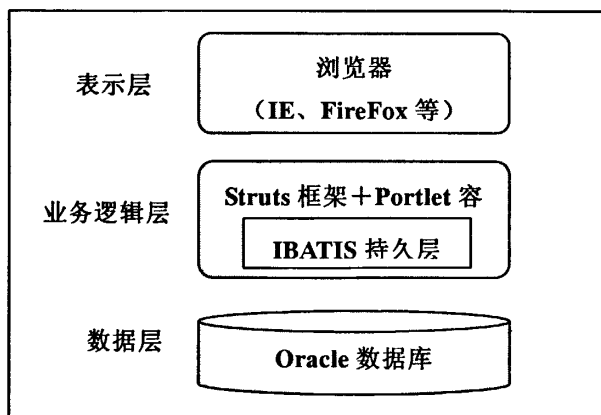 表示层
浏览器
（IE、FireFox 等）
业务逻辑层
Struts 框架＋Portlet 容
IBATIS 持久层
数据层
Oracle 数据库